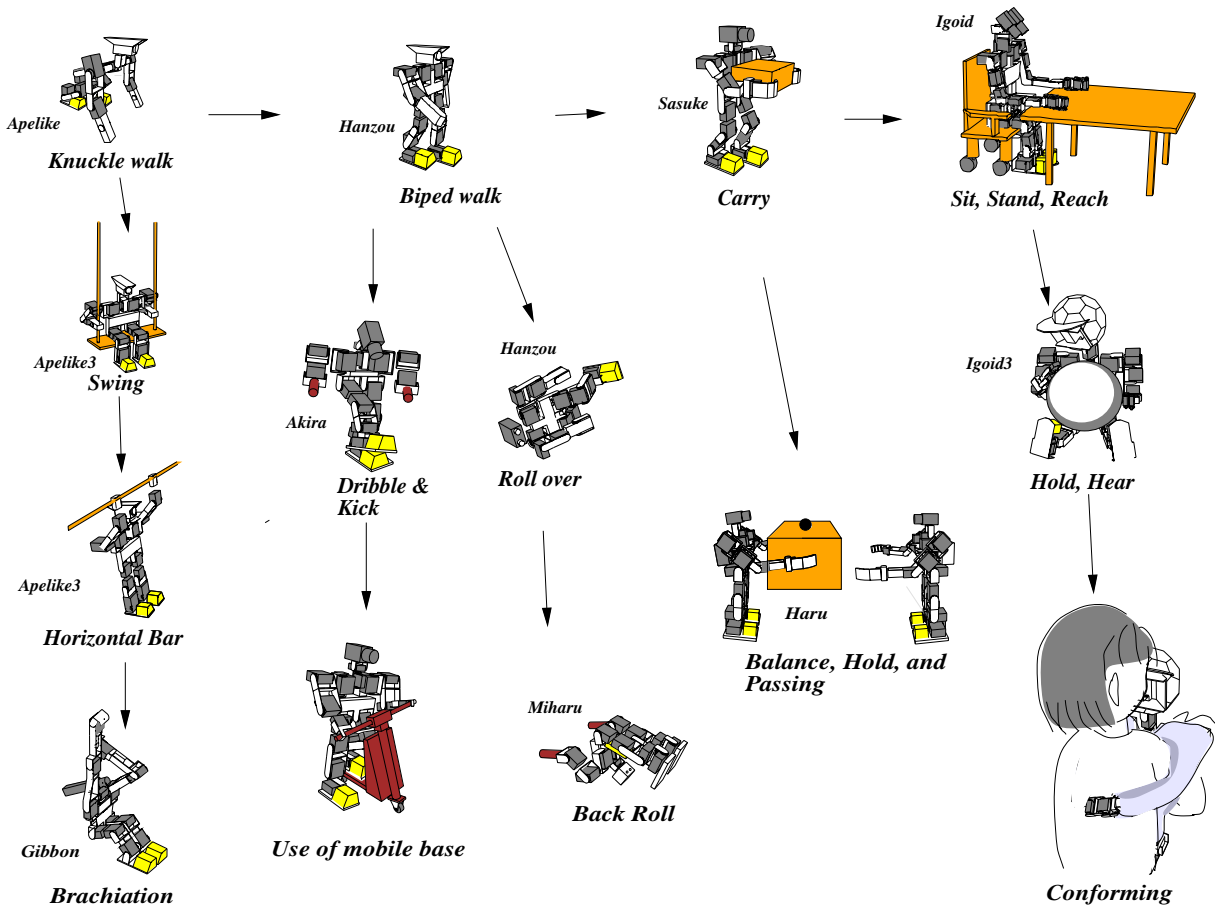 Apelike
Knuckle walk
Hanzou
Biped walk
Sasuke
Carry
Igoid
Sit, Stand, Reach
Apelike3
Swing
Akira
Dribble &
Kick
Hanzou
Roll over
Igoid3
Hold, Hear
Apelike3
Horizontal Bar
Haru
Balance, Hold, and
Passing
Gibbon
Brachiation
Use of mobile base
Miharu
Back Roll
Conforming